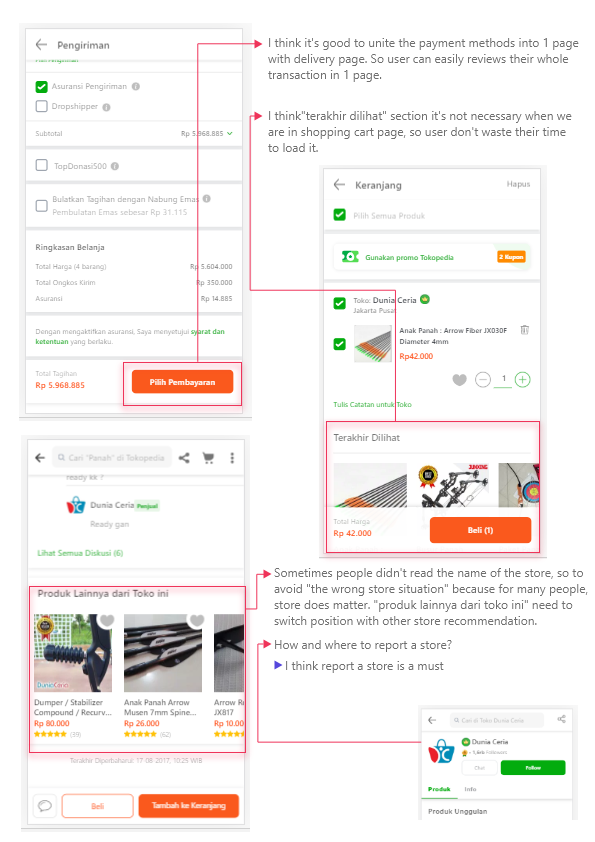 Pengiriman
Asuransi Pengiriman
Dropshipper
Subtotal
Rp 5.968.885
TopDonasi500
Bulatkan Tagihan dengan Nabung Emas
Pembulatan Emas sebesar Rp 31.115
Ringkasan Belanja
Total Harga (4 barang)
Rp 5.604.000
Total Ongkos Kirim
Rp 350.000
Asuransi
Rp 14.885
Dengan mengaktifkan asuransi, Saya menyetujui syarat dan
ketentuan yang berlaku.
Total Tagihan
Rp 5.968.885
Pilih Pembayaran
I think it's good to unite the payment methods into 1 page
with delivery page. So user can easily reviews their whole
transaction in 1 page.
I think"terakhir dilihat" section it's not necessary when we
are in shopping cart page, so user don't waste their time
to load it.
Keranjang
Hapus
Pilih Semua Produk
Gunakan promo Tokopedia
2 Kupon
Toko: Dunia Ceria
Jakarta Pusat
Anak Panah : Arrow Fiber JX030F
Diameter 4mm
Rp42.000
1
Tulis Catatan untuk Toko
Terakhir Dilihat
JUNXING
Total Harga
Rp 42.000
Beli (1)
Cari "Panah" di Tokopedia
ready kk ?
Dunia Ceria Penjual
Ready gan
Lihat Semua Diskusi (6)
Produk Lainnya dari Toko ini
DuniaCeria
Dumper / Stabilizer
Compound / Recurv...
Rp 80.000
(39)
Anak Panah Arrow
Musen 7mm Spine...
Rp 26.000
(62)
Arrow R
JX817
Rp 10.00
Terakhir Diperbaharui: 17-08-2017, 10:25 WIB
Beli
Tambah ke Keranjang
Sometimes people didn't read the name of the store, so to
avoid "the wrong store situation" because for many people,
store does matter. "produk lainnya dari toko ini" need to
switch position with other store recommendation.
How and where to report a store?
I think report a store is a must
Cari di Toko Dunia Ceria
Dunia Ceria
Chat
Follow
Produk
Info
Produk Unggulan